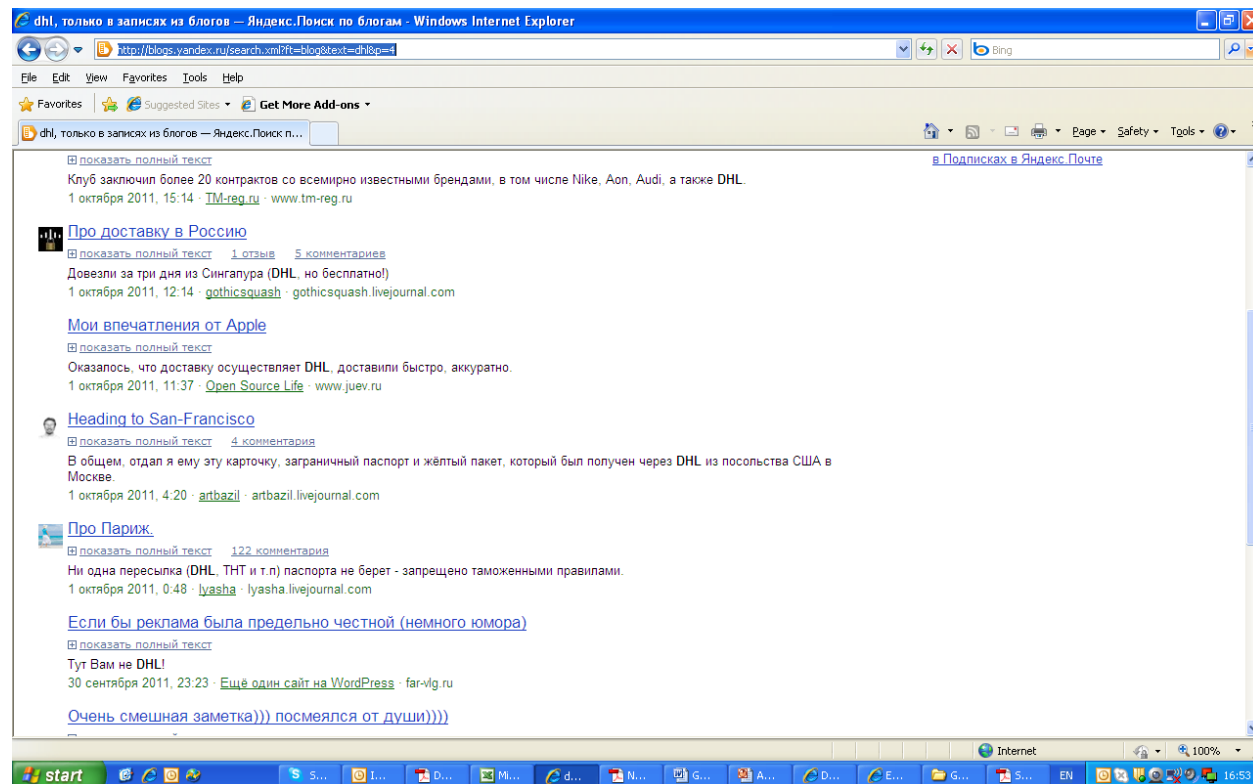 dhl, только в записях из блогов — Яндекс.Поиск по блогам - Windows Internet Explorer
http://blogs.yandex.ru/search.xml?ft=blog&text=dhl&p=4
Bing
File Edit View Favorites Tools Help
Favorites Suggested Sites Get More Add-ons
dhl, только в записях из блогов — Яндекс.Поиск п...
Page Safety Tools
показать полный текст
в Подписках в Яндекс.Почте
Клуб заключил более 20 контрактов со всемирно известными брендами, в том числе Nike, Aon, Audi, а также DHL.
1 октября 2011, 15:14 · TM-reg.ru · www.tm-reg.ru
Про доставку в Россию
показать полный текст 1 отзыв 5 комментариев
Довезли за три дня из Сингапура (DHL, но бесплатно!)
1 октября 2011, 12:14 · gothicsquash · gothicsquash.livejournal.com
Мои впечатления от Apple
показать полный текст
Оказалось, что доставку осуществляет DHL, доставили быстро, аккуратно.
1 октября 2011, 11:37 · Open Source Life · www.juev.ru
Heading to San-Francisco
показать полный текст 4 комментария
В общем, отдал я ему эту карточку, заграничный паспорт и жёлтый пакет, который был получен через DHL из посольства США в
Москве.
1 октября 2011, 4:20 · artbazil · artbazil.livejournal.com
Про Париж.
показать полный текст 122 комментария
Ни одна пересылка (DHL, ТНТ и т.п) паспорта не берет - запрещено таможенными правилами.
1 октября 2011, 0:48 · lyasha · lyasha.livejournal.com
Если бы реклама была предельно честной (немного юмора)
показать полный текст
Тут Вам не DHL!
30 сентября 2011, 23:23 · Ещё один сайт на WordPress · far-vlg.ru
Очень смешная заметка))) посмеялся от души))))
Internet 100%
start S... I... D... Mi... d... N... G... A... D... E... G... S... EN 16:53